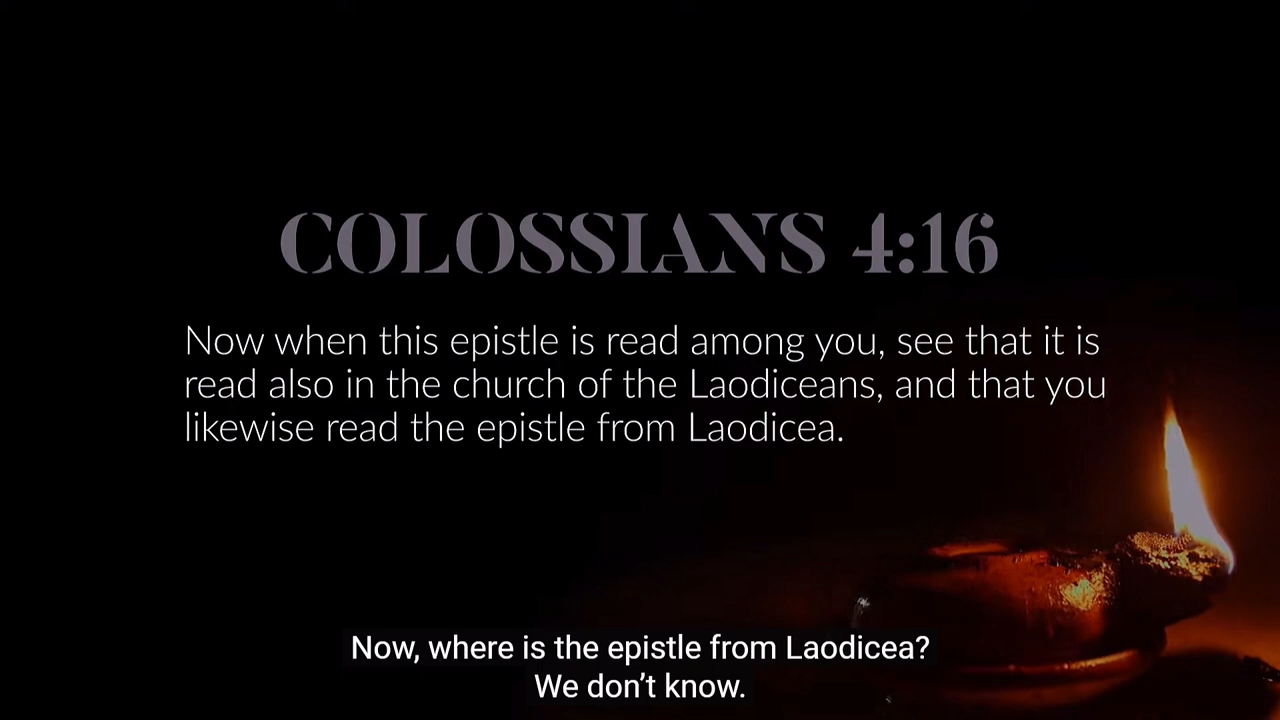 COLOSSIANS 4:16
Now when this epistle is read among you, see that it is
read also in the church of the Laodiceans, and that you
likewise read the epistle from Laodicea.
Now, where is the epistle from Laodicea?
We don’t know.